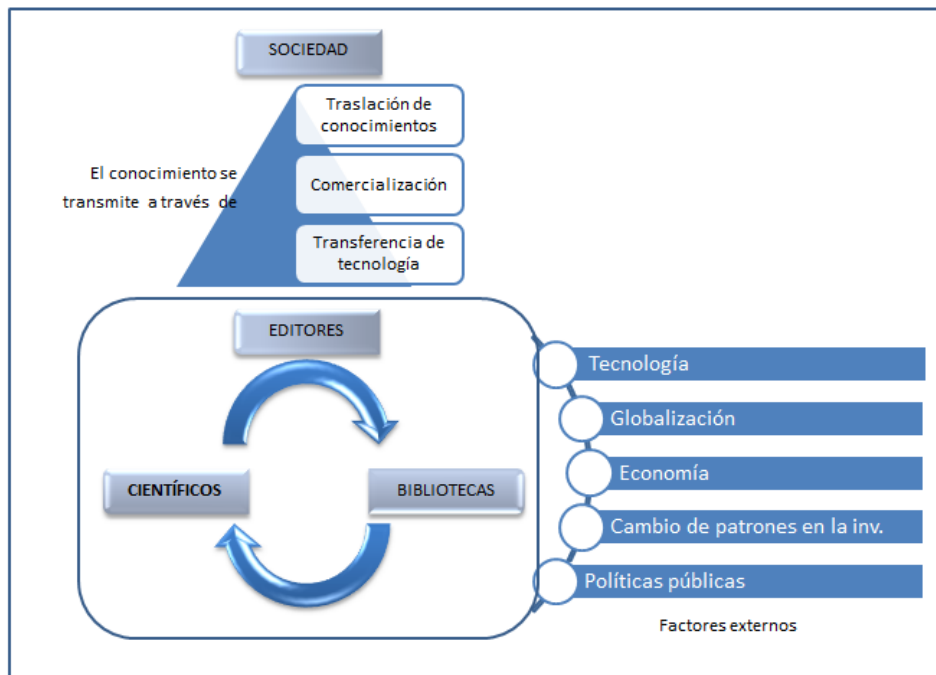 SOCIEDAD
Traslación de
conocimientos
El conocimiento se
transmite a través de
Comercialización
Transferencia de
tecnología
EDITORES
CIENTÍFICOS
BIBLIOTECAS
Tecnología
Globalización
Economía
Cambio de patrones en la inv.
Políticas públicas
Factores externos